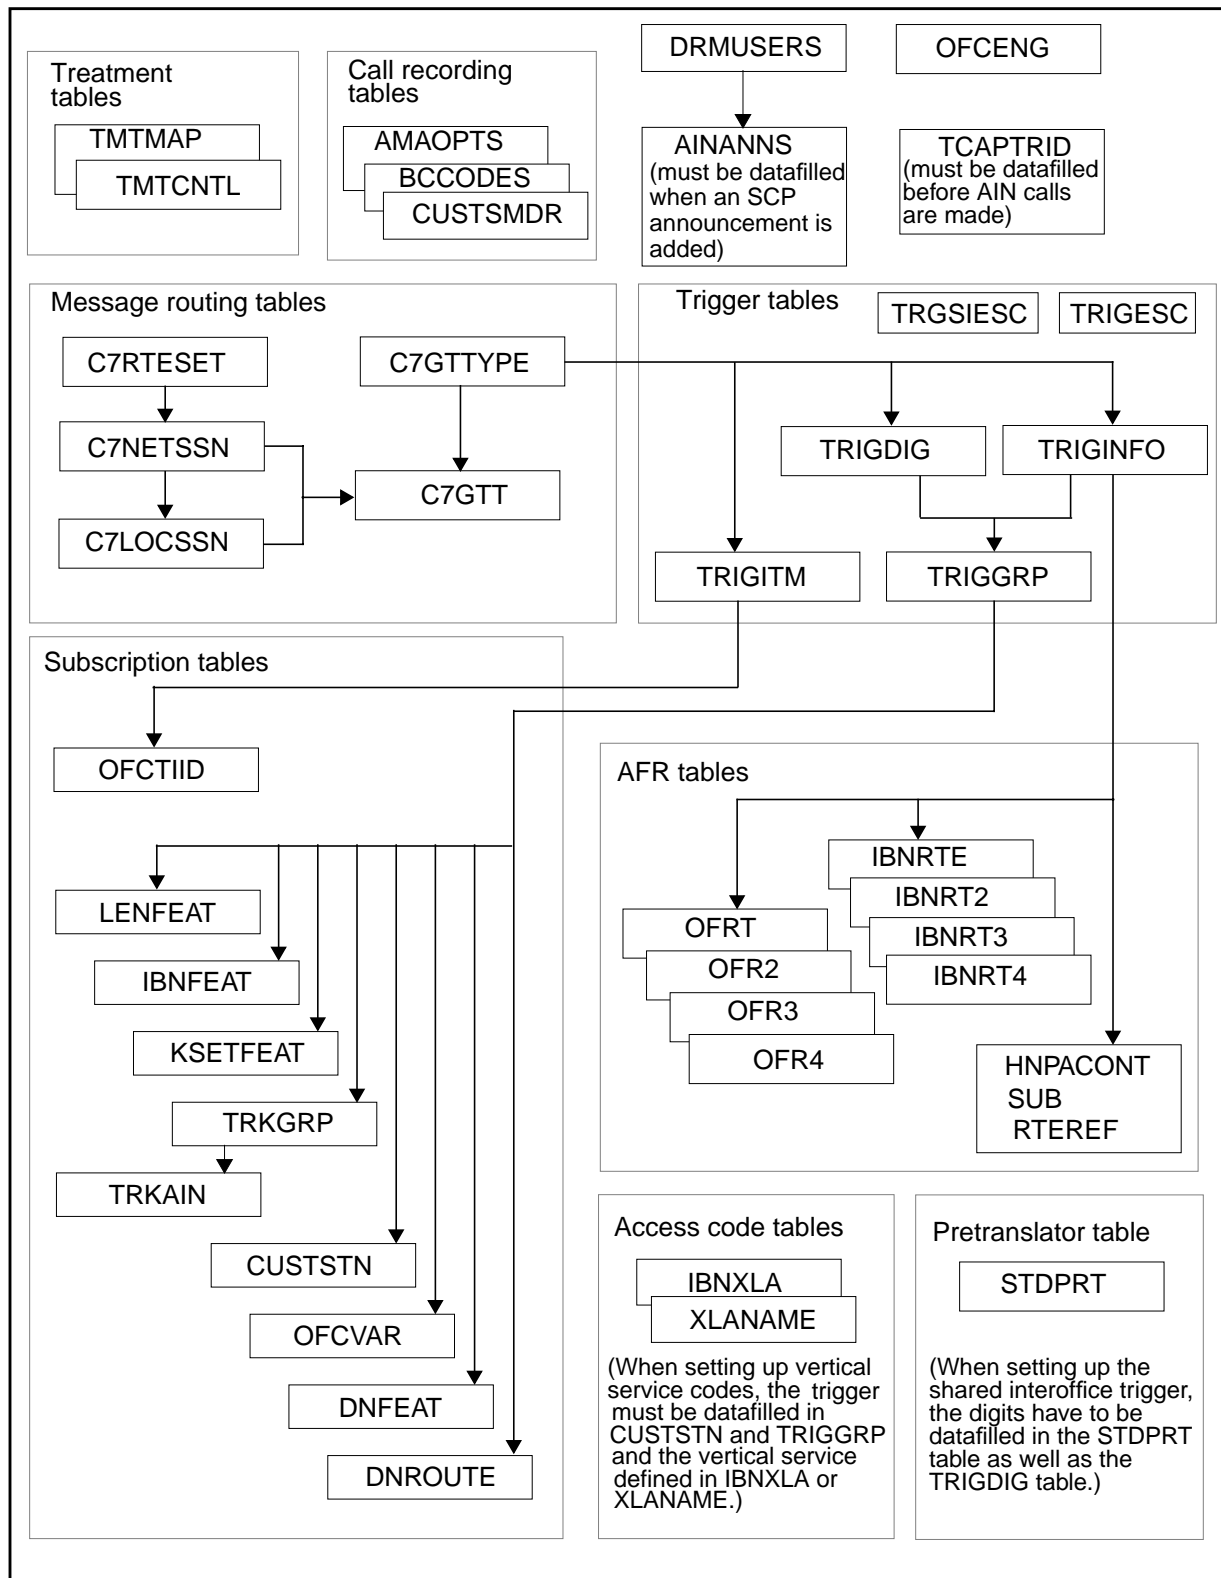 Treatment
tables
TMTMAP
TMTCNTL
Call recording
tables
AMAOPTS
BCCODES
CUSTSMDR
DRMUSERS
AINANNS
(must be datafilled
when an SCP
announcement is
added)
OFCENG
TCAPTRID
(must be datafilled
before AIN calls
are made)
Message routing tables
C7RTESET
C7GTTYPE
C7NETSSN
C7GTT
C7LOCSSN
Trigger tables
TRGSIESC
TRIGESC
TRIGDIG
TRIGINFO
TRIGITM
TRIGGRP
Subscription tables
OFCTIID
LENFEAT
IBNFEAT
KSETFEAT
TRKGRP
TRKAIN
CUSTSTN
OFCVAR
DNFEAT
DNROUTE
AFR tables
IBNRTE
IBNRT2
IBNRT3
IBNRT4
OFRT
OFR2
OFR3
OFR4
HNPACONT
SUB
RTEREF
Access code tables
IBNXLA
XLANAME
(When setting up vertical
service codes, the trigger
must be datafilled in
CUSTSTN and TRIGGRP
and the vertical service
defined in IBNXLA or
XLANAME.)
Pretranslator table
STDPRT
(When setting up the
shared interoffice trigger,
the digits have to be
datafilled in the STDPRT
table as well as the
TRIGDIG table.)